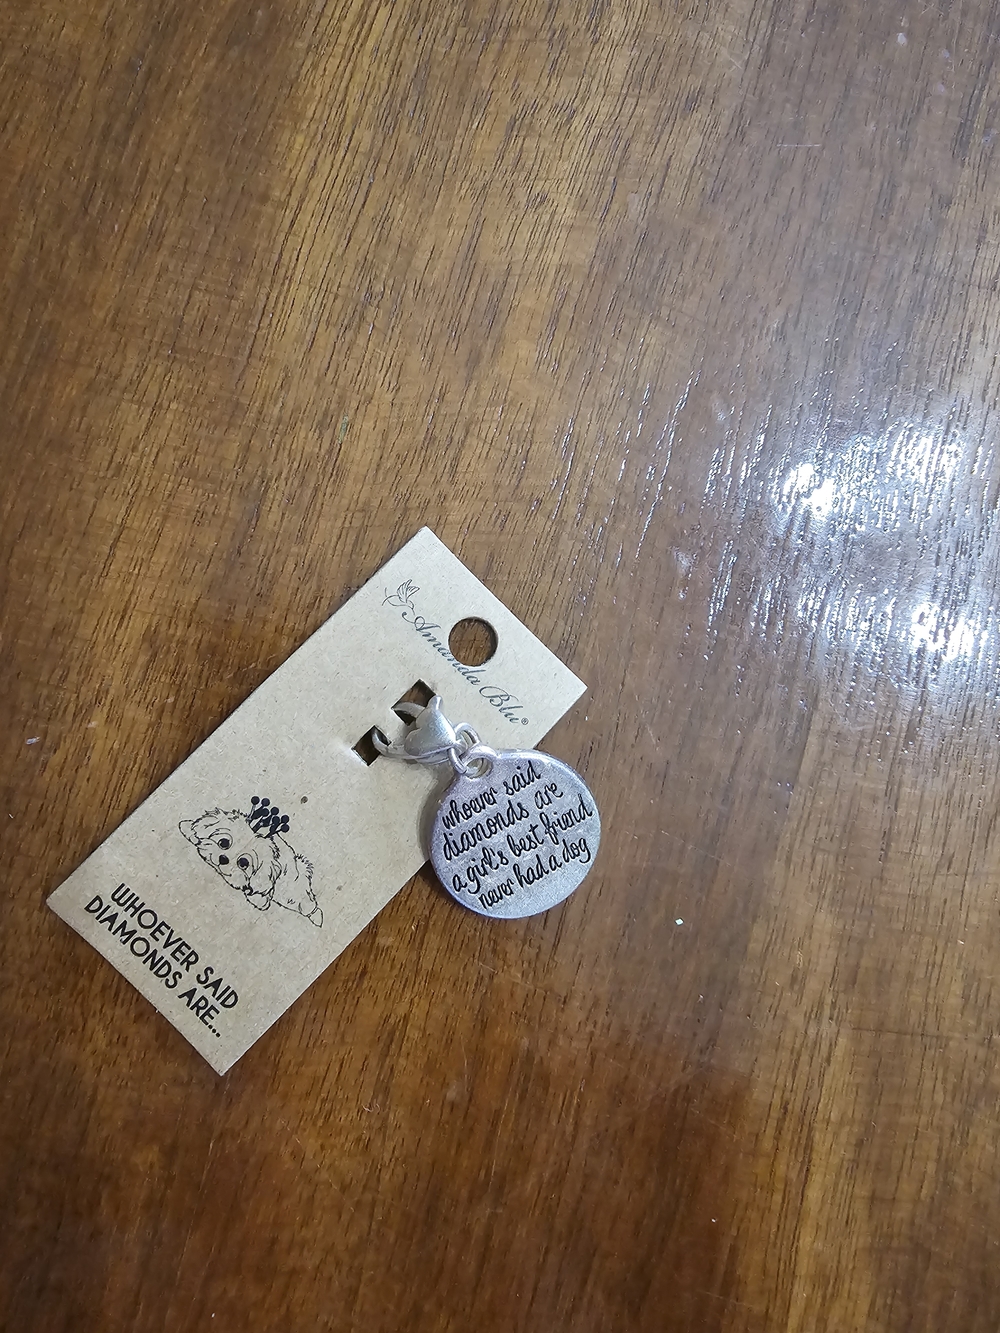 Amanda Blu®
whoever said
diamonds are
a girl's best friend
never had a dog
WHOEVER SAID
DIAMONDS ARE...